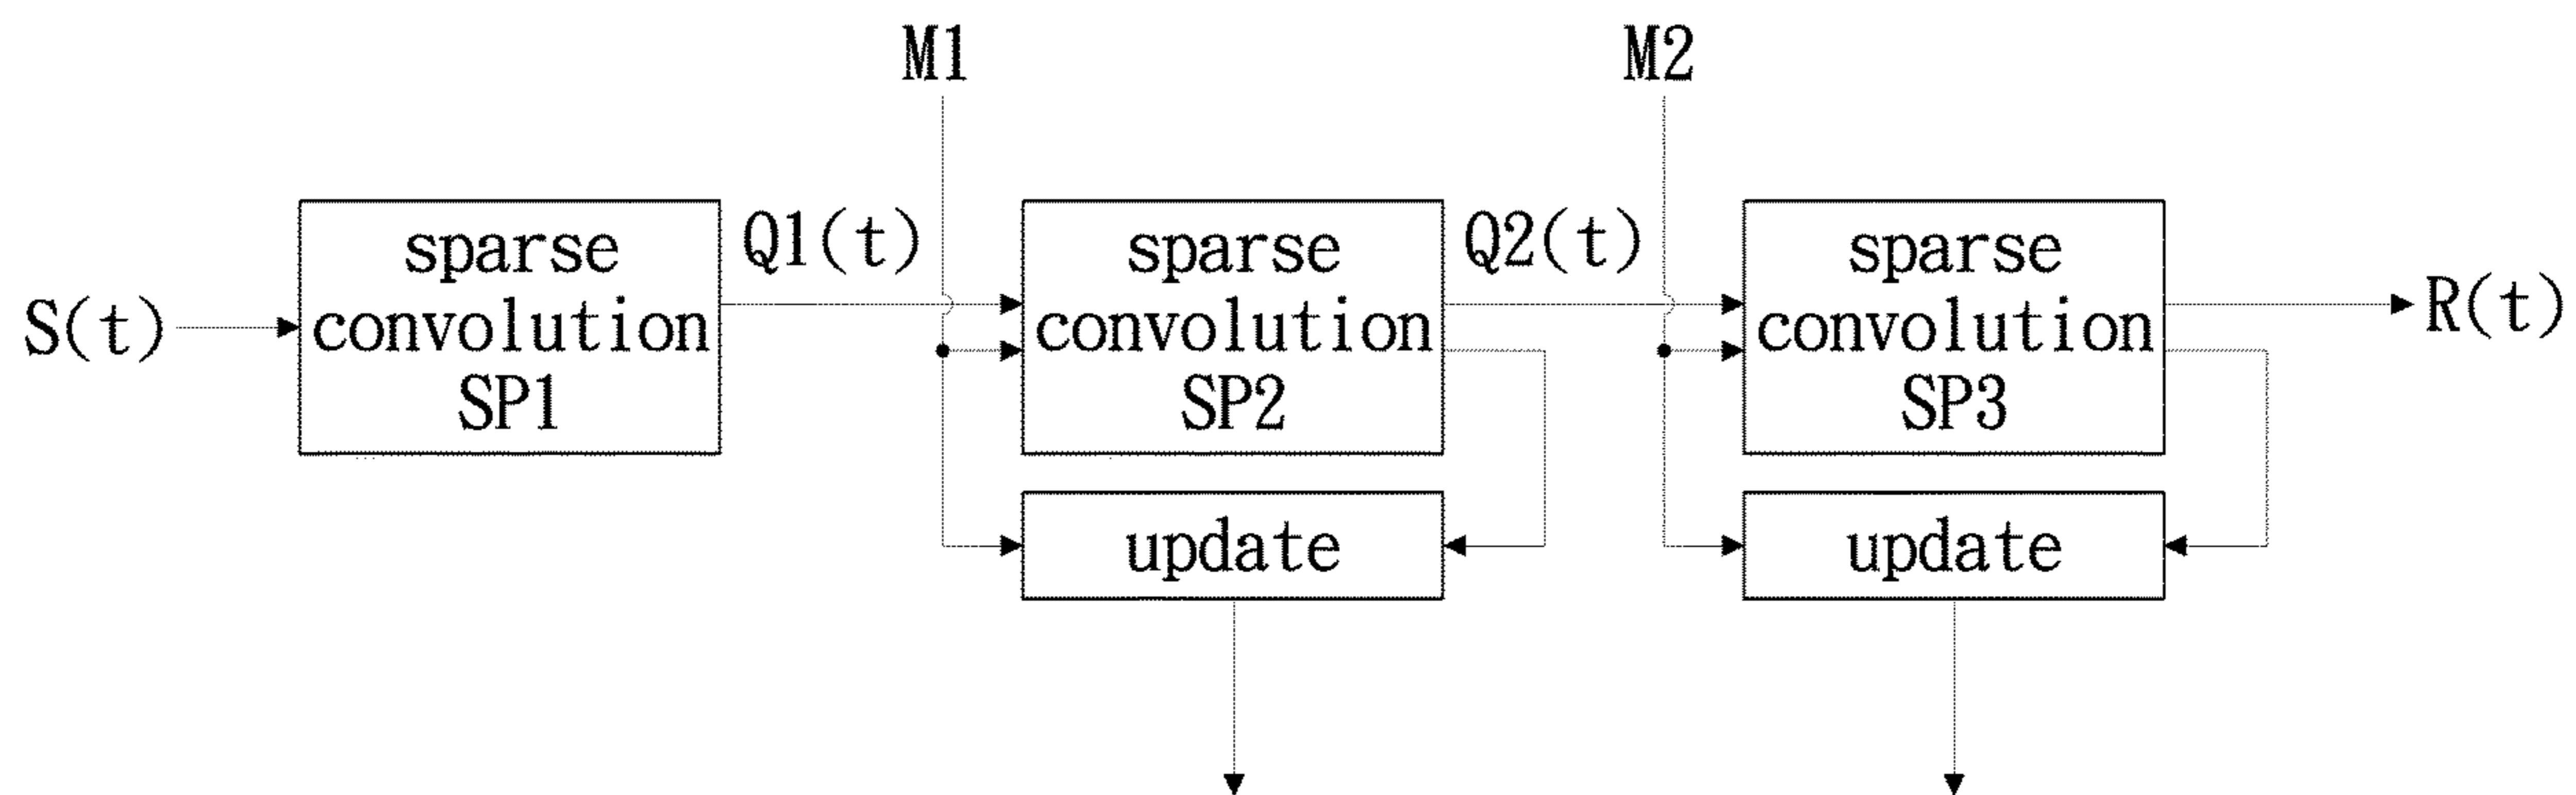 M1
M2
S(t)
sparse
convolution
SP1
Q1(t)
sparse
convolution
SP2
Q2(t)
sparse
convolution
SP3
R(t)
update
update